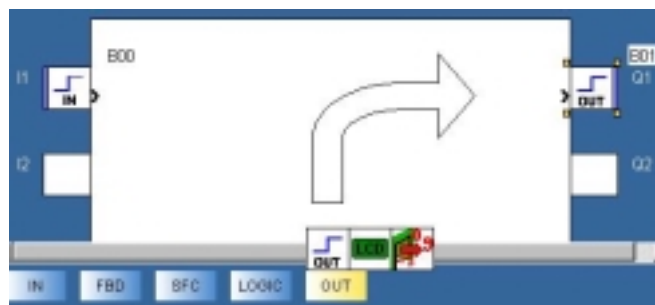 B00
B01
I1
IN
OUT
Q1
I2
Q2
OUT
LCD
IN
FBD
SFC
LOGIC
OUT